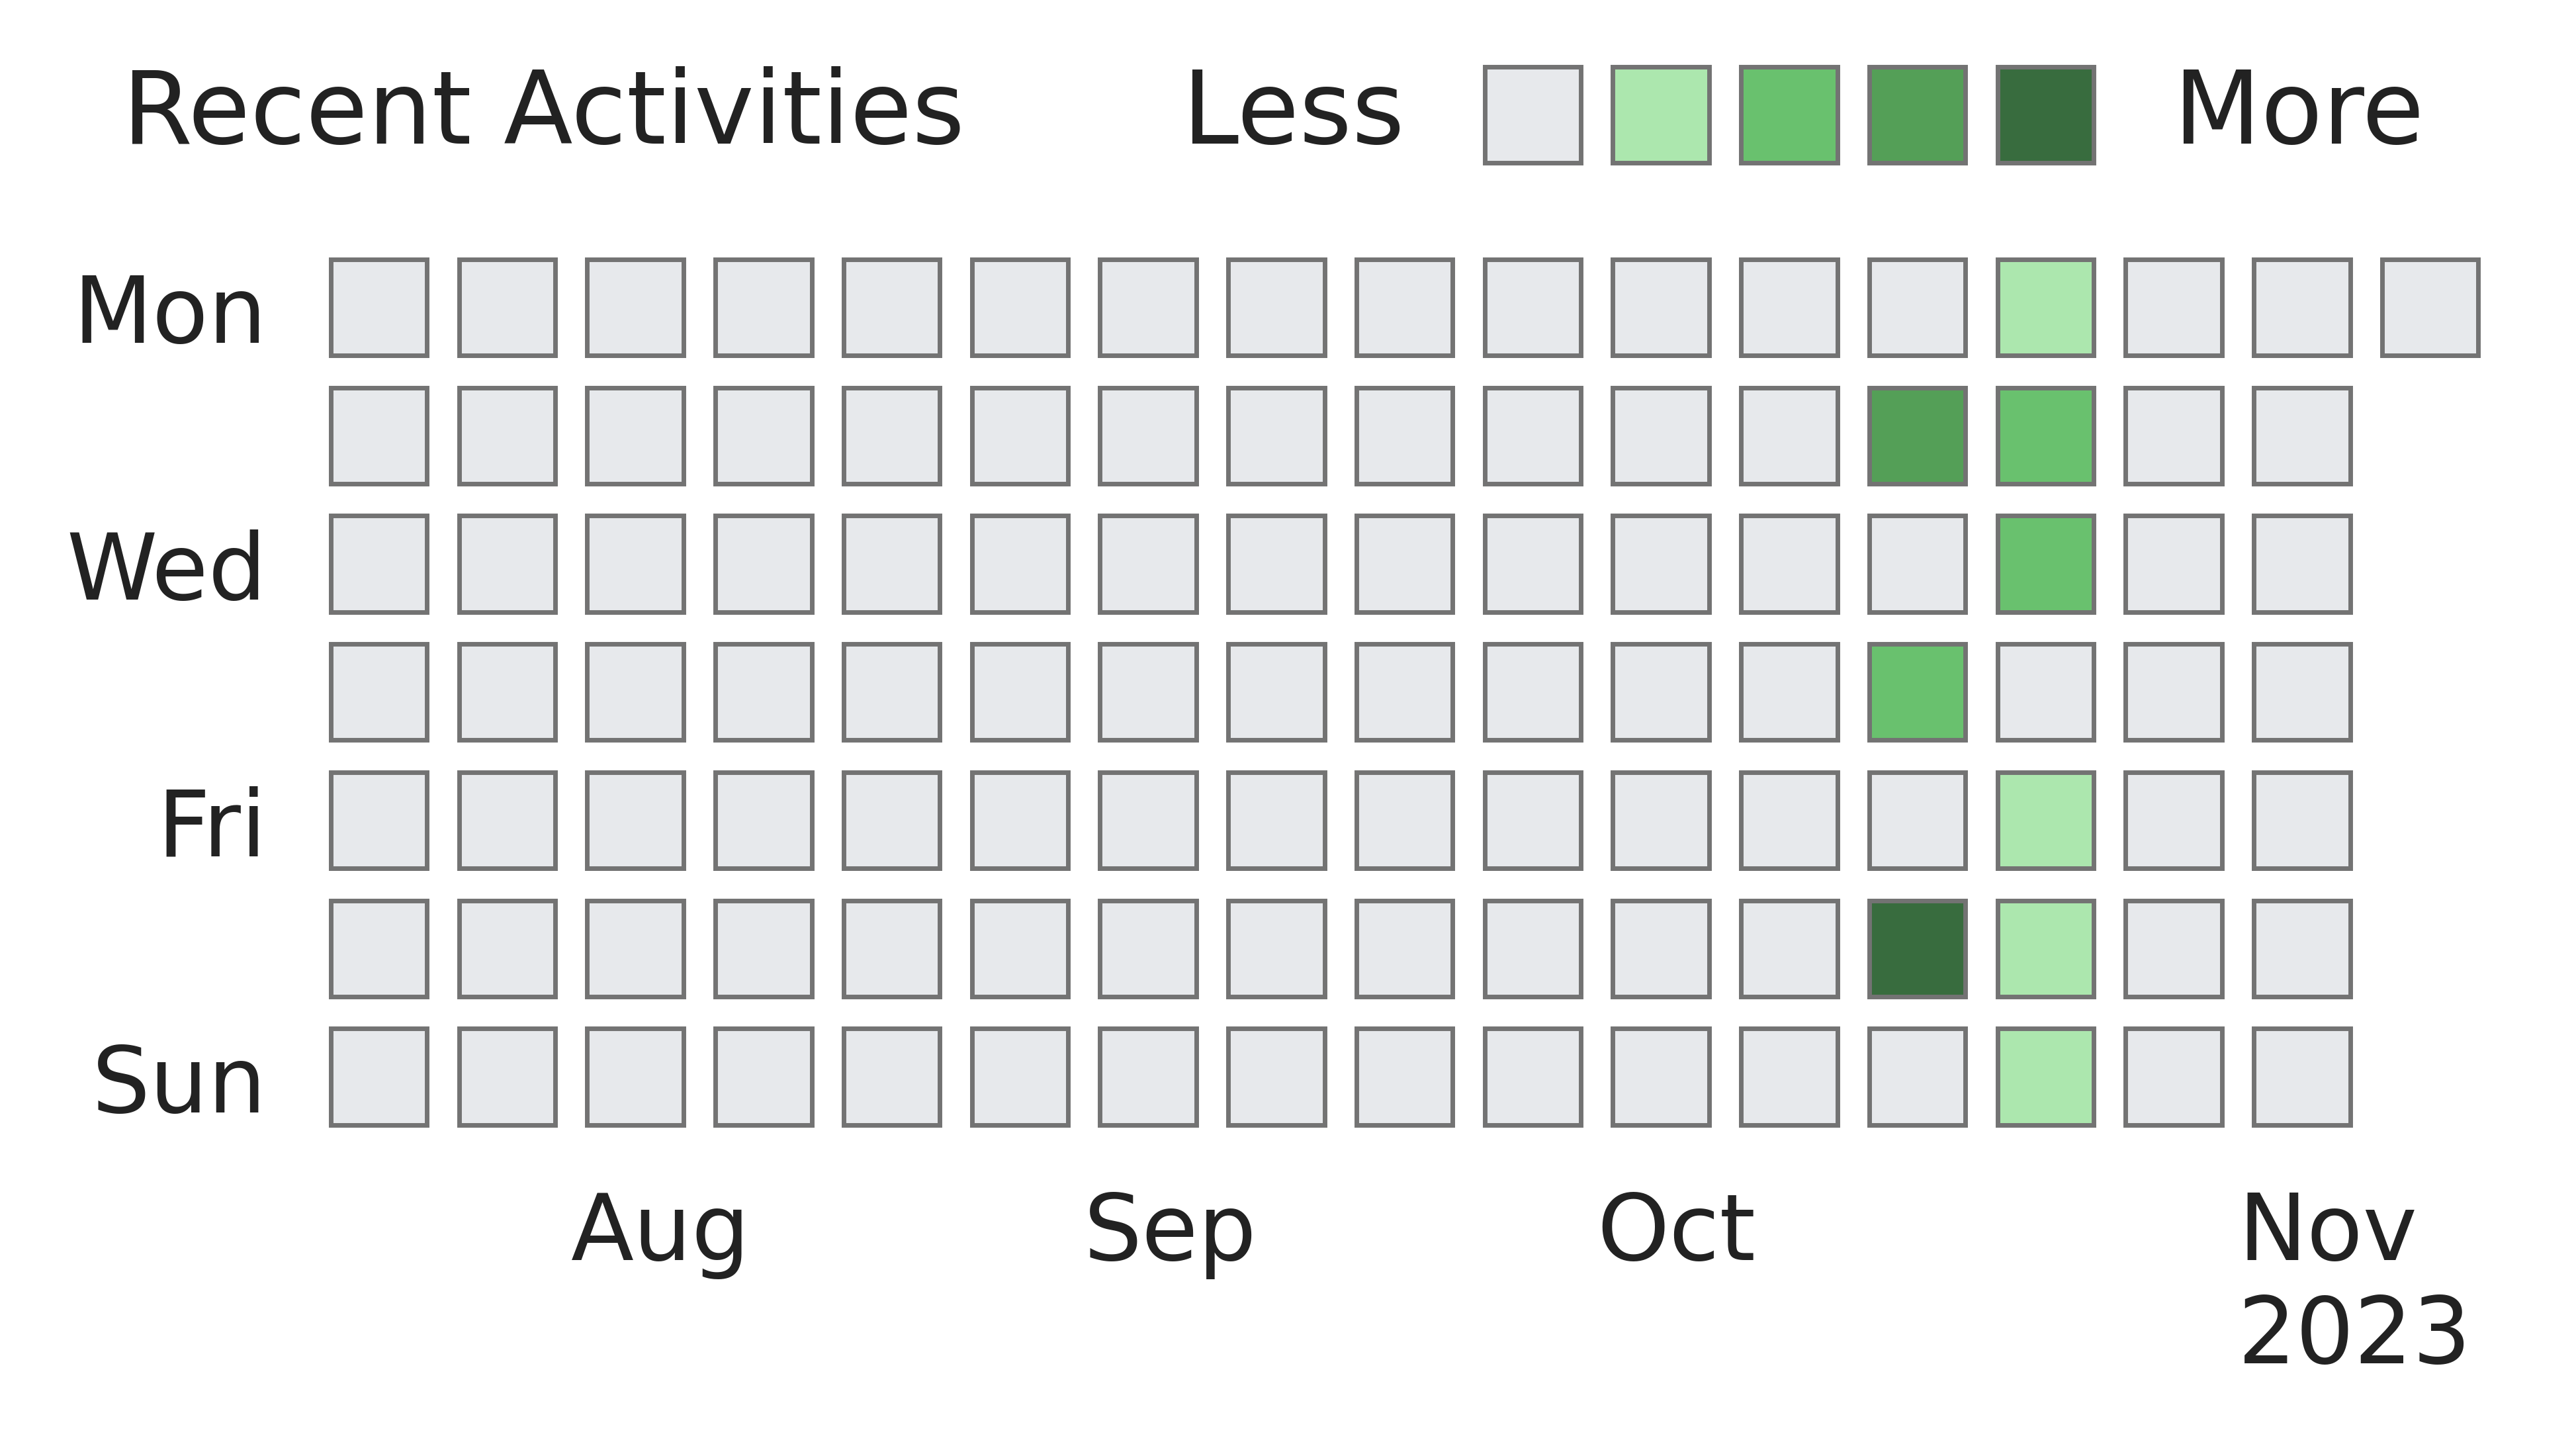 Recent Activities Less More
Mon
Wed
Fri
Sun
Aug Sep Oct Nov
2023